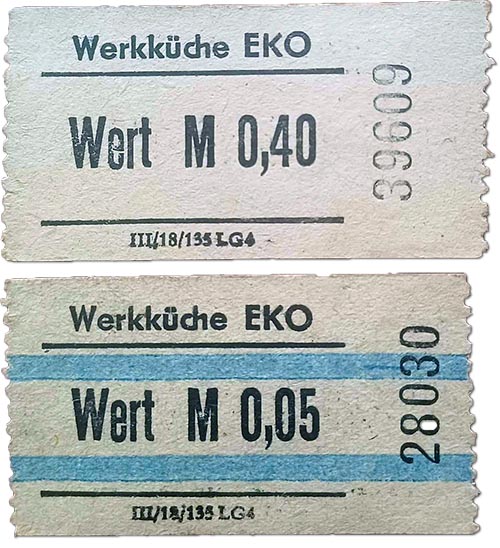 Werkküche EKO
Wert M 0,40
III/18/135 LG4
39609
Werkküche EKO
Wert M 0,05
III/18/135 LG4
28030